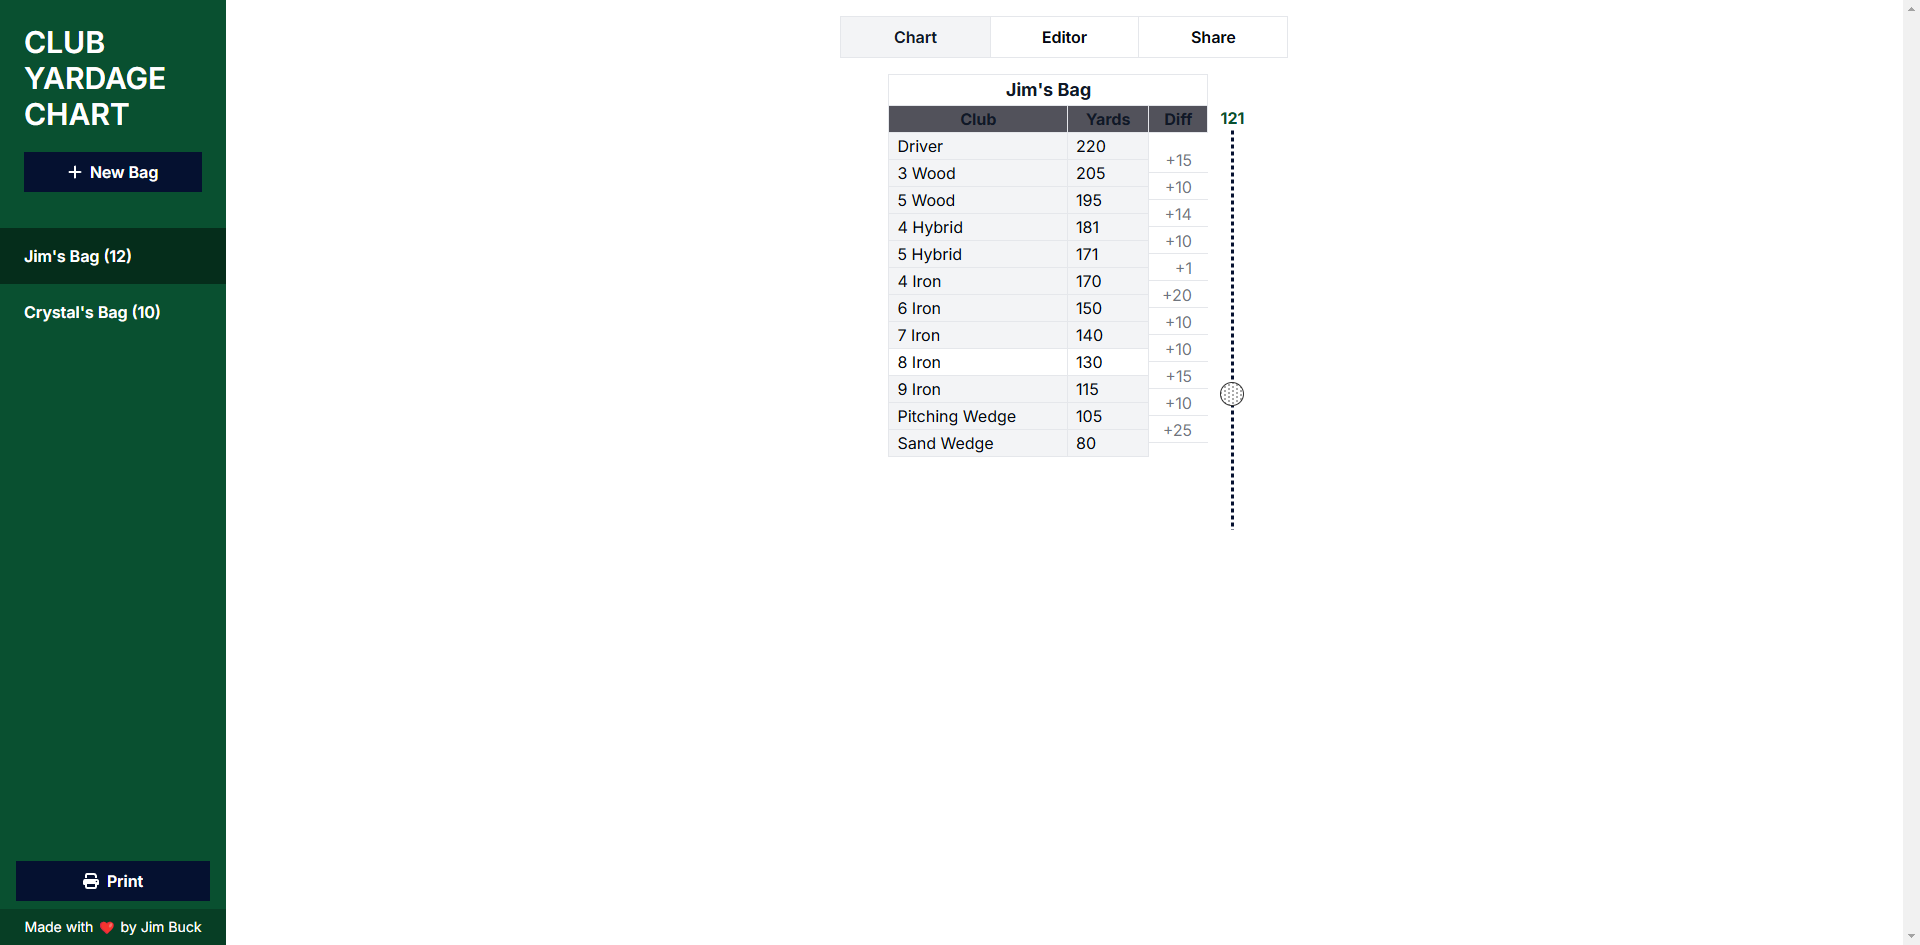 CLUB
YARDAGE
CHART
New Bag
Jim's Bag (12)
Crystal's Bag (10)
Print
Made with ❤️ by Jim Buck
Chart Editor Share
Jim's Bag
Club Yards Diff 121
Driver 220
+15
3 Wood 205
+10
5 Wood 195
+14
4 Hybrid 181
+10
5 Hybrid 171
+1
4 Iron 170
+20
6 Iron 150
+10
7 Iron 140
+10
8 Iron 130
+15
9 Iron 115
+10
Pitching Wedge 105
+25
Sand Wedge 80